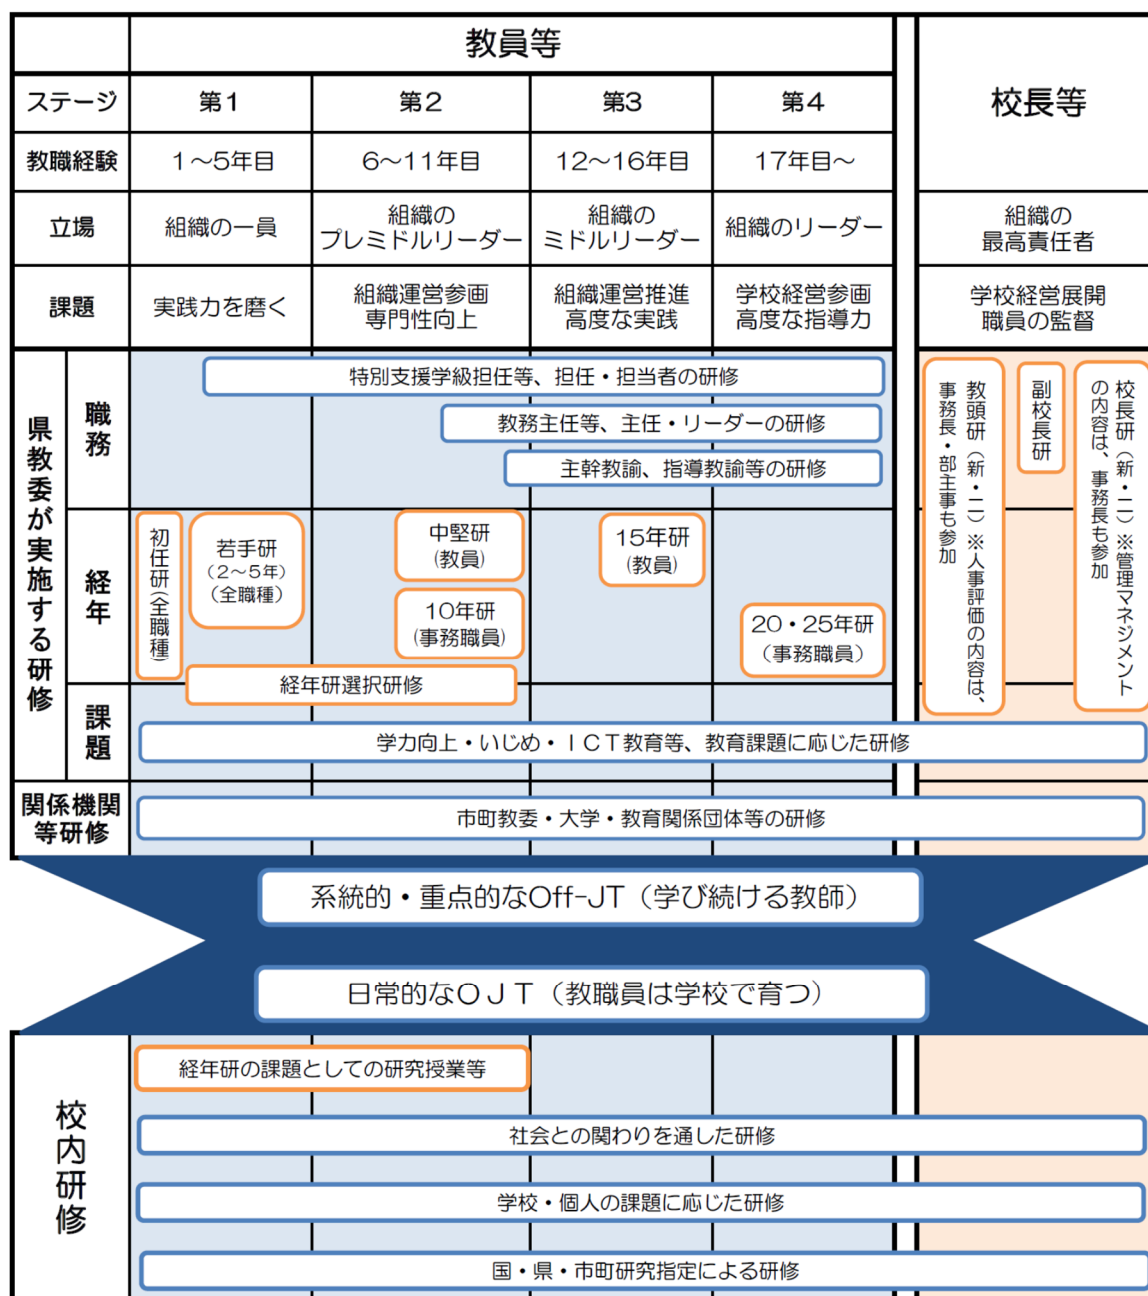 教員等
校長等
ステージ
第1
第2
第3
第4
教職経験
1～5年目
6～11年目
12～16年目
17年目～
立場
組織の一員
組織の
プレミドルリーダー
組織の
ミドルリーダー
組織のリーダー
組織の
最高責任者
課題
実践力を磨く
組織運営参画
専門性向上
組織運営推進
高度な実践
学校経営参画
高度な指導力
学校経営展開
職員の監督
県教委が実施する研修
職務
特別支援学級担任等、担任・担当者の研修
教務主任等、主任・リーダーの研修
主幹教諭、指導教諭等の研修
経年
初任研(全職種)
若手研
（2～5年）
（全職種）
中堅研
(教員)
10年研
(事務職員)
15年研
(教員)
20・25年研
（事務職員）
経年研選択研修
教頭研（新・二）※人事評価の内容は、
事務長・部主事も参加
副校長研
校長研（新・二）※管理マネジメント
の内容は、事務長も参加
課題
学力向上・いじめ・ＩＣＴ教育等、教育課題に応じた研修
関係機関
等研修
市町教委・大学・教育関係団体等の研修
系統的・重点的なOff-JT（学び続ける教師）
日常的なＯＪＴ（教職員は学校で育つ）
校内研修
経年研の課題としての研究授業等
社会との関わりを通した研修
学校・個人の課題に応じた研修
国・県・市町研究指定による研修